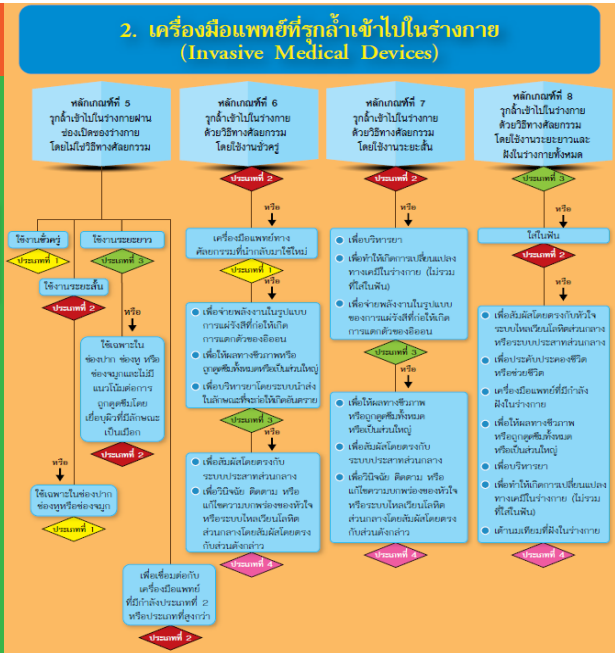 2. เครื่องมือแพทย์ที่รุกล้ำเข้าไปในร่างกาย
(Invasive Medical Devices)
หลักเกณฑ์ที่ 5
รุกล้ำเข้าไปในร่างกายผ่าน
ช่องเปิดของร่างกาย
โดยไม่ใช่วิธีทางศัลยกรรม
ใช้งานชั่วครู่
ประเภทที่ 1
ใช้งานระยะสั้น
ประเภทที่ 2
หรือ
ใช้เฉพาะในช่องปาก
ช่องหูหรือช่องจมูก
ประเภทที่ 1
ใช้งานระยะยาว
ประเภทที่ 3
หรือ
ใช้เฉพาะใน
ช่องปาก ช่องหู หรือ
ช่องจมูกและไม่มี
แนวโน้มต่อการ
ถูกดูดซึมโดย
เยื่อบุผิวที่มีลักษณะ
เป็นเมือก
ประเภทที่ 2
เพื่อเชื่อมต่อกับ
เครื่องมือแพทย์
ที่มีกำลังประเภทที่ 2
หรือประเภทที่สูงกว่า
ประเภทที่ 2
หลักเกณฑ์ที่ 6
รุกล้ำเข้าไปในร่างกาย
ด้วยวิธีทางศัลยกรรม
โดยใช้งานชั่วครู่
ประเภทที่ 2
หรือ
เครื่องมือแพทย์ทาง
ศัลยกรรมที่นำกลับมาใช้ใหม่
ประเภทที่ 1
หรือ
เพื่อจ่ายพลังงานในรูปแบบ
การแผ่รังสีที่ก่อให้เกิด
การแตกตัวของอิออน
เพื่อให้ผลทางชีวภาพหรือ
ถูกดูดซึมทั้งหมดหรือเป็นส่วนใหญ่
เพื่อบริหารยาโดยระบบนำส่ง
ในลักษณะที่จะก่อให้เกิดอันตราย
ประเภทที่ 3
หรือ
เพื่อสัมผัสโดยตรงกับ
ระบบประสาทส่วนกลาง
เพื่อวินิจฉัย ติดตาม หรือ
แก้ไขความบกพร่องของหัวใจ
หรือระบบไหลเวียนโลหิต
ส่วนกลางโดยสัมผัสโดยตรง
กับส่วนดังกล่าว
ประเภทที่ 4
หลักเกณฑ์ที่ 7
รุกล้ำเข้าไปในร่างกาย
ด้วยวิธีทางศัลยกรรม
โดยใช้งานระยะสั้น
ประเภทที่ 2
หรือ
เพื่อบริหารยา
เพื่อทำให้เกิดการเปลี่ยนแปลง
ทางเคมีในร่างกาย (ไม่รวม
ที่ใส่ในฟัน)
เพื่อจ่ายพลังงานในรูปแบบ
ของการแผ่รังสีที่ก่อให้เกิด
การแตกตัวของอิออน
ประเภทที่ 3
หรือ
เพื่อให้ผลทางชีวภาพ
หรือถูกดูดซึมทั้งหมด
หรือเป็นส่วนใหญ่
เพื่อสัมผัสโดยตรงกับ
ระบบประสาทส่วนกลาง
เพื่อวินิจฉัย ติดตาม หรือ
แก้ไขความบกพร่องของหัวใจ
หรือระบบไหลเวียนโลหิต
ส่วนกลางโดยสัมผัสโดยตรง
กับส่วนดังกล่าว
ประเภทที่ 4
หลักเกณฑ์ที่ 8
รุกล้ำเข้าไปในร่างกาย
ด้วยวิธีทางศัลยกรรม
โดยใช้งานระยะยาวและ
ฝังในร่างกายทั้งหมด
ประเภทที่ 3
หรือ
ใส่ในฟัน
ประเภทที่ 2
หรือ
เพื่อสัมผัสโดยตรงกับหัวใจ
ระบบไหลเวียนโลหิตส่วนกลาง
หรือระบบประสาทส่วนกลาง
เพื่อประคับประคองชีวิต
หรือช่วยชีวิต
เครื่องมือแพทย์ที่มีกำลัง
ฝังในร่างกาย
เพื่อให้ผลทางชีวภาพ
หรือถูกดูดซึมทั้งหมด
หรือเป็นส่วนใหญ่
เพื่อบริหารยา
เพื่อทำให้เกิดการเปลี่ยนแปลง
ทางเคมีในร่างกาย (ไม่รวม
ที่ใส่ในฟัน)
เต้านมเทียมที่ฝังในร่างกาย
ประเภทที่ 4